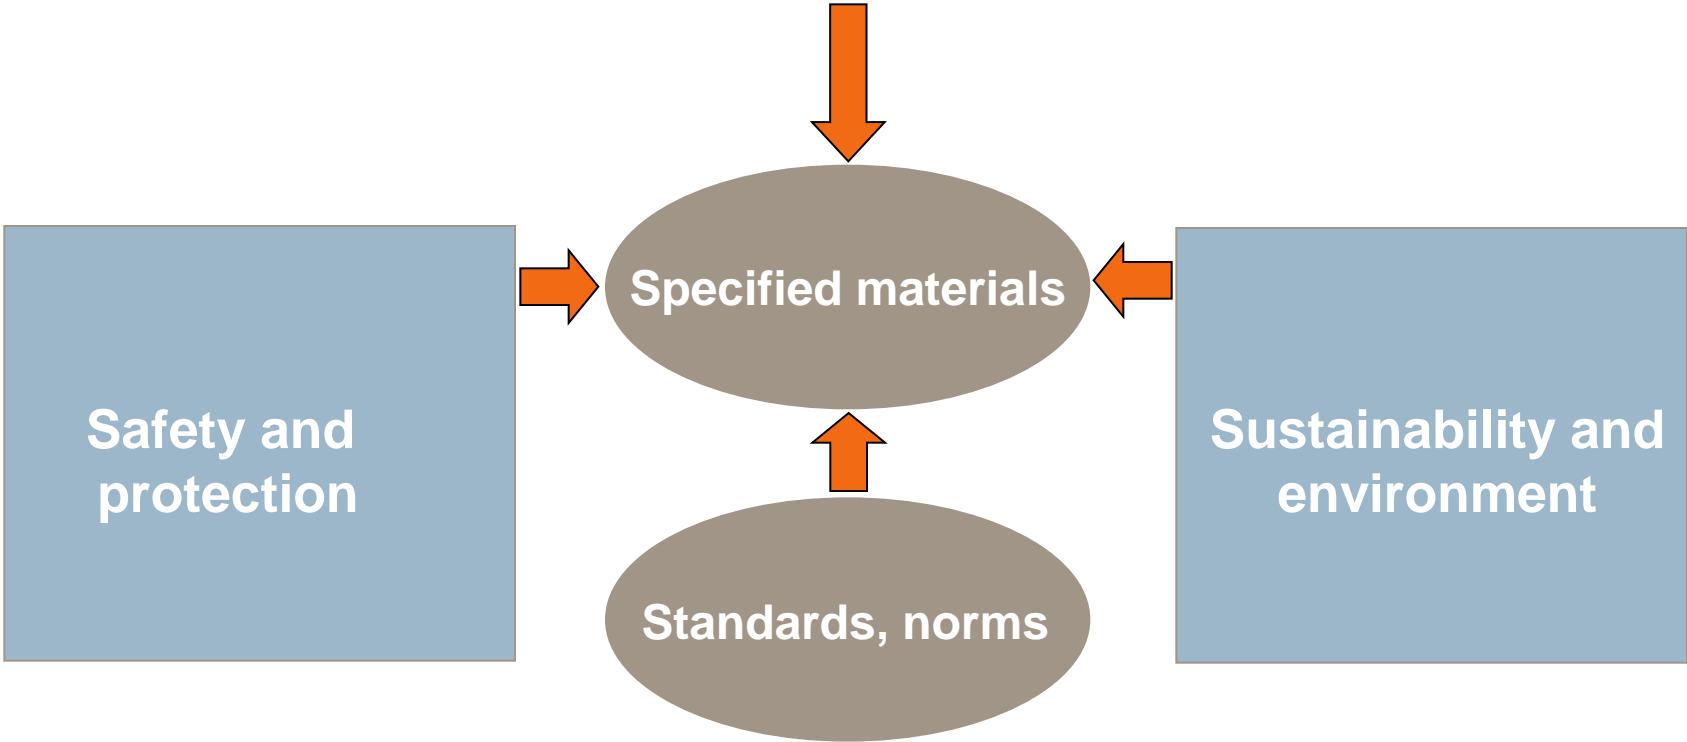 Specified materials
Safety and
protection
Sustainability and
environment
Standards, norms